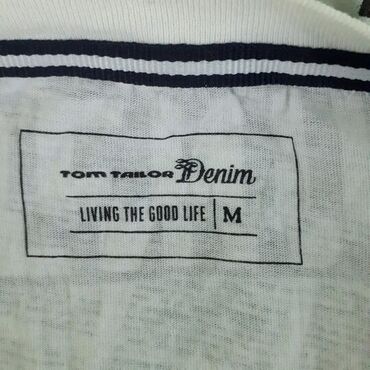 TOM TAILOR Denim
LIVING THE GOOD LIFE M